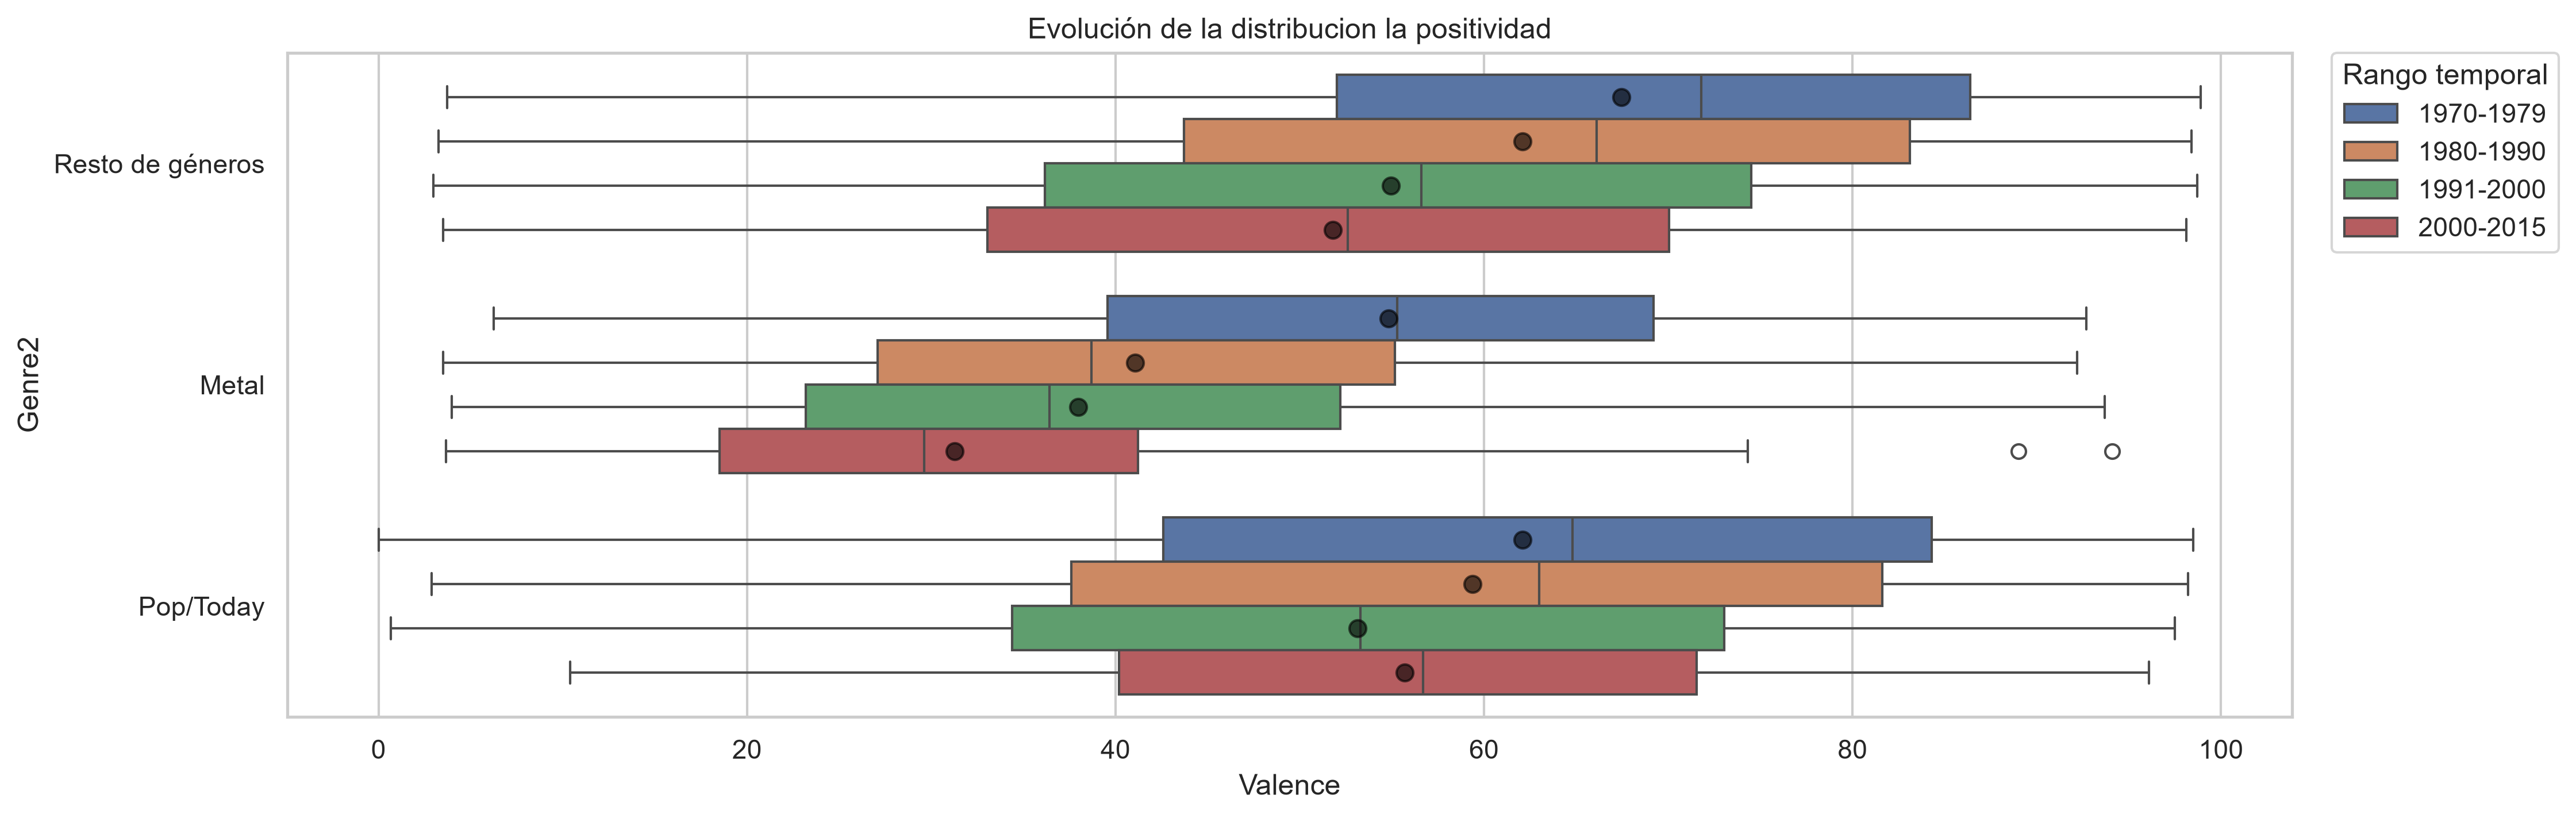 Evolución de la distribucion la positividad
Rango temporal
1970-1979
1980-1990
1991-2000
2000-2015
Genre2
Resto de géneros
Metal
Pop/Today
0 20 40 60 80 100
Valence